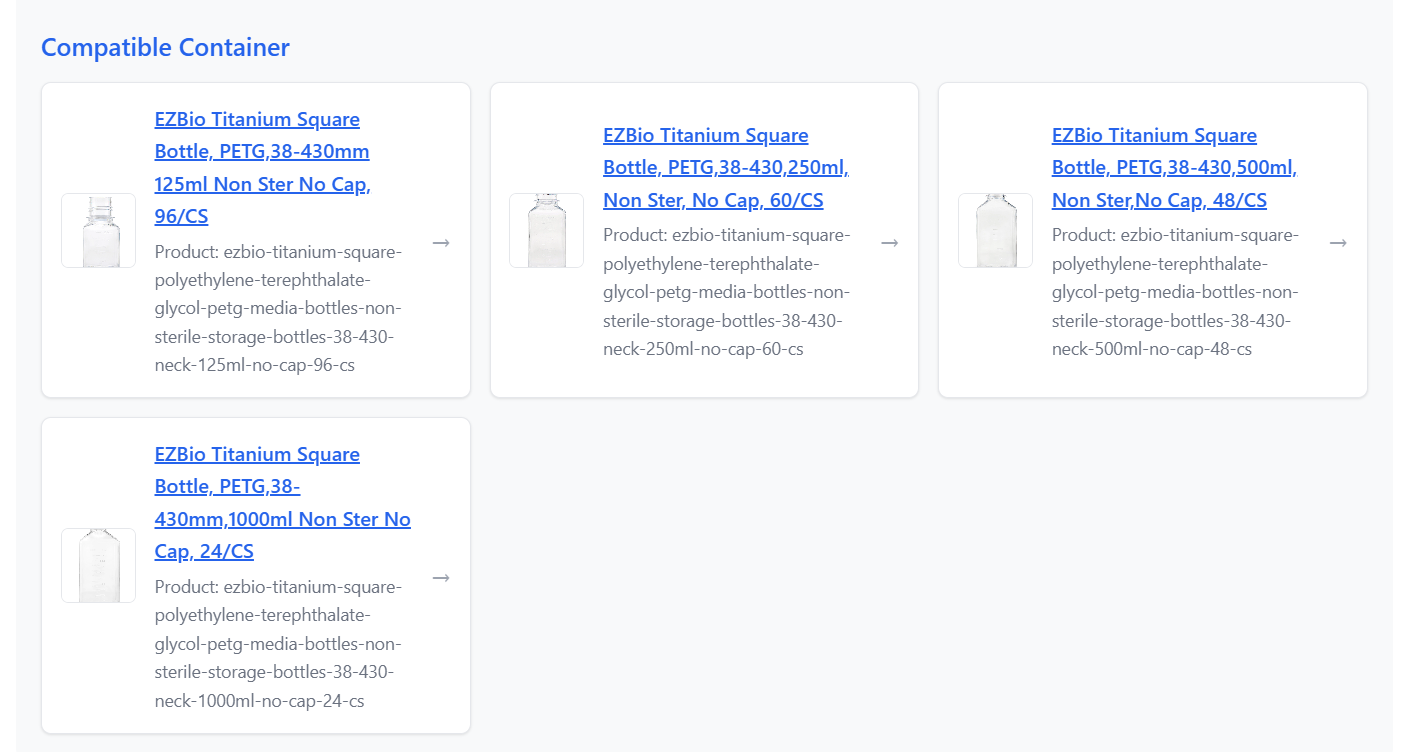 Compatible Container
EZBio Titanium Square
Bottle, PETG,38-430mm
125ml Non Ster No Cap,
96/CS
Product: ezbio-titanium-square-
polyethylene-terephthalate-
glycol-petg-media-bottles-non-
sterile-storage-bottles-38-430-
neck-125ml-no-cap-96-cs
→
EZBio Titanium Square
Bottle, PETG,38-430,250ml,
Non Ster, No Cap, 60/CS
Product: ezbio-titanium-square-
polyethylene-terephthalate-
glycol-petg-media-bottles-non-
sterile-storage-bottles-38-430-
neck-250ml-no-cap-60-cs
→
EZBio Titanium Square
Bottle, PETG,38-430,500ml,
Non Ster,No Cap, 48/CS
Product: ezbio-titanium-square-
polyethylene-terephthalate-
glycol-petg-media-bottles-non-
sterile-storage-bottles-38-430-
neck-500ml-no-cap-48-cs
→
EZBio Titanium Square
Bottle, PETG,38-
430mm,1000ml Non Ster No
Cap, 24/CS
Product: ezbio-titanium-square-
polyethylene-terephthalate-
glycol-petg-media-bottles-non-
sterile-storage-bottles-38-430-
neck-1000ml-no-cap-24-cs
→